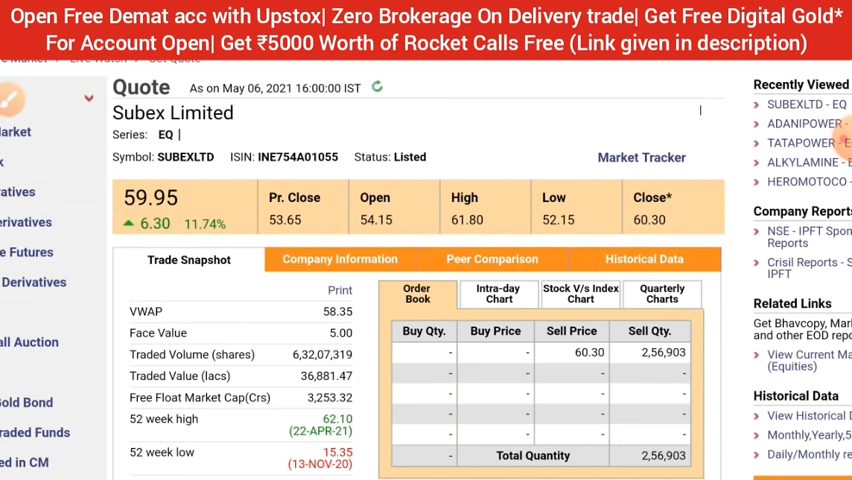 Open Free Demat acc with Upstox| Zero Brokerage On Delivery trade| Get Free Digital Gold*
For Account Open| Get ₹5000 Worth of Rocket Calls Free (Link given in description)
Quote As on May 06, 2021 16:00:00 IST
Subex Limited
Series: EQ |
Symbol: SUBEXLTD ISIN: INE754A01055 Status: Listed
Market Tracker
59.95 Pr. Close Open High Low Close*
6.30 11.74% 53.65 54.15 61.80 52.15 60.30
Trade Snapshot Company Information Peer Comparison Historical Data
Print
VWAP 58.35
Face Value 5.00
Traded Volume (shares) 6,32,07,319
Traded Value (lacs) 36,881.47
Free Float Market Cap(Crs) 3,253.32
52 week high 62.10
(22-APR-21)
52 week low 15.35
(13-NOV-20)
Order Book Intra-day Chart Stock V/s Index Chart Quarterly Charts
Buy Qty. Buy Price Sell Price Sell Qty.
- - 60.30 2,56,903
- - - -
- - - -
- - - -
- - - -
- Total Quantity 2,56,903
arket
k
atives
erivatives
e Futures
Derivatives
all Auction
Gold Bond
raded Funds
ed in CM
Recently Viewed
SUBEXLTD - EQ
ADANIPOWER -
TATAPOWER - E
ALKYLAMINE - E
HEROMOTOCO -
Company Reports
NSE - IPFT Spon
Reports
Crisil Reports - S
IPFT
Related Links
Get Bhavcopy, Mar
and other EOD repo
View Current Ma
(Equities)
Historical Data
View Historical D
Monthly,Yearly,5
Daily/Monthly re